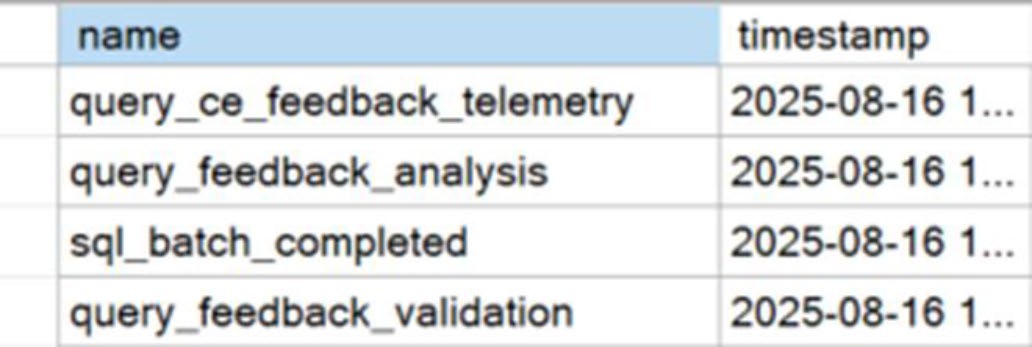 name timestamp
query_ce_feedback_telemetry 2025-08-16 1...
query_feedback_analysis 2025-08-16 1...
sql_batch_completed 2025-08-16 1...
query_feedback_validation 2025-08-16 1...